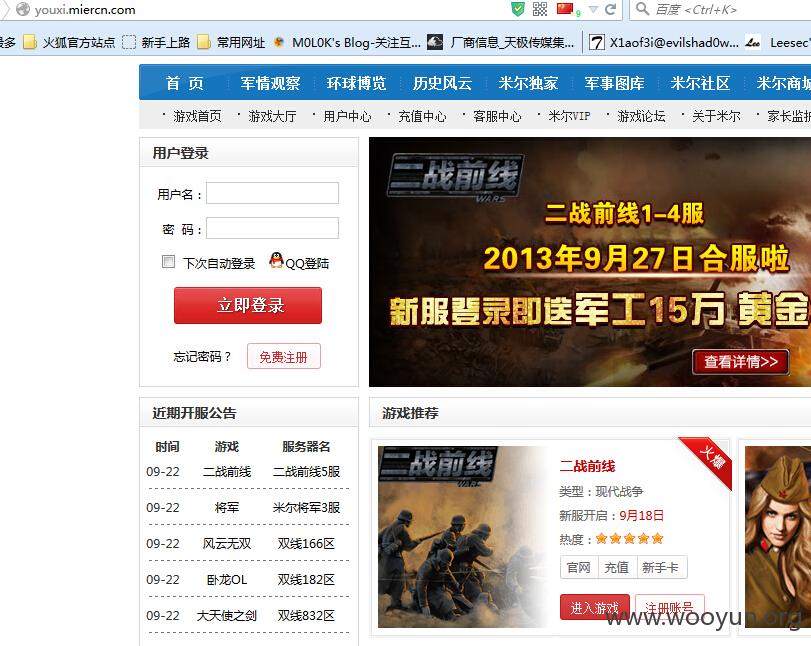 youxi.miercn.com
9
百度 <Ctrl+K>
最多 火狐官方站点 新手上路 常用网址 M0L0K's Blog-关注互... 厂商信息_天极传媒集... X1aof3i@evilshad0w... Leesec'
首 页 军情观察 环球博览 历史风云 米尔独家 军事图库 米尔社区 米尔商城
· 游戏首页 · 游戏大厅 · 用户中心 · 充值中心 · 客服中心 · 米尔VIP · 游戏论坛 · 关于米尔 · 家长监护
用户登录
用户名：
密 码：
下次自动登录 QQ登陆
立即登录
忘记密码？ 免费注册
二战前线
WARS
二战前线1-4服
2013年9月27日合服啦
新服登录即送军工15万 黄金
查看详情>>
近期开服公告
时间 游戏 服务器名
09-22 二战前线 二战前线5服
09-22 将军 米尔将军3服
09-22 风云无双 双线166区
09-22 卧龙OL 双线182区
09-22 大天使之剑 双线832区
游戏推荐
二战前线
火爆
二战前线
类型：现代战争
新服开启：9月18日
热度：
官网 充值 新手卡
进入游戏 注册账号
www.wooyun.org